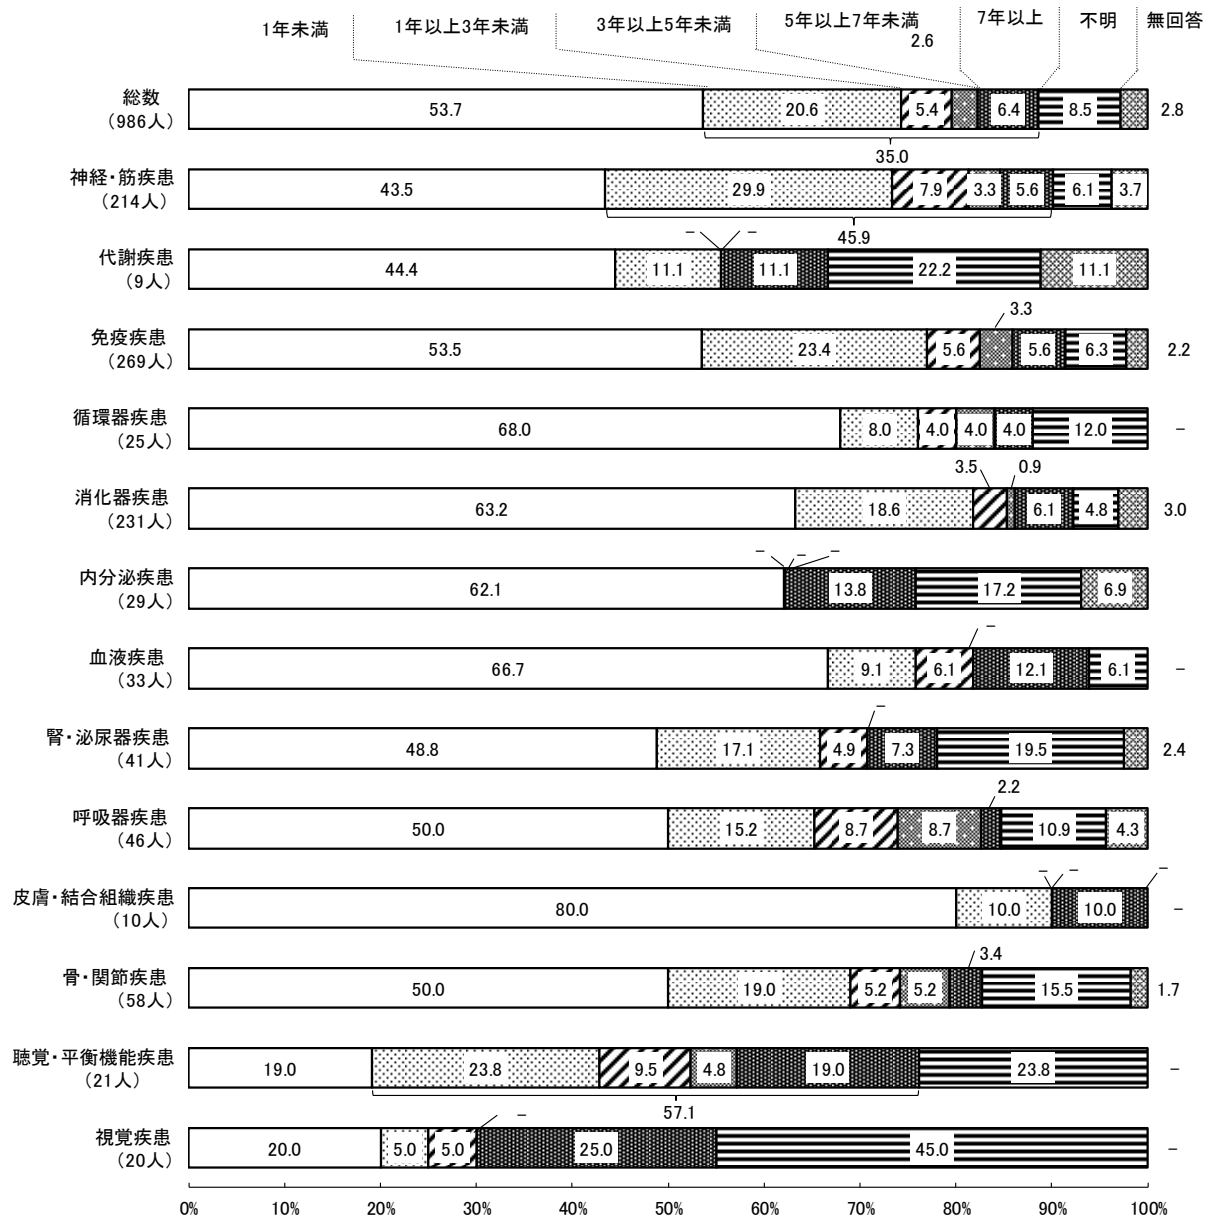 1年未満 1年以上3年未満 3年以上5年未満 5年以上7年未満 7年以上 不明 無回答
2.6
総数
(986人)
53.7 20.6 5.4 6.4 8.5 2.8
35.0
神経・筋疾患
(214人)
43.5 29.9 7.9 3.3 5.6 6.1 3.7
45.9
– –
代謝疾患
(9人)
44.4 11.1 11.1 22.2 11.1
3.3
免疫疾患
(269人)
53.5 23.4 5.6 5.6 6.3 2.2
循環器疾患
(25人)
68.0 8.0 4.0 4.0 4.0 12.0 –
3.5 0.9
消化器疾患
(231人)
63.2 18.6 6.1 4.8 3.0
– – –
内分泌疾患
(29人)
62.1 13.8 17.2 6.9
–
血液疾患
(33人)
66.7 9.1 6.1 12.1 6.1 –
–
腎・泌尿器疾患
(41人)
48.8 17.1 4.9 7.3 19.5 2.4
2.2
呼吸器疾患
(46人)
50.0 15.2 8.7 8.7 10.9 4.3
– – –
皮膚・結合組織疾患
(10人)
80.0 10.0 10.0 –
3.4
骨・関節疾患
(58人)
50.0 19.0 5.2 5.2 15.5 1.7
聴覚・平衡機能疾患
(21人)
19.0 23.8 9.5 4.8 19.0 23.8 –
57.1
–
視覚疾患
(20人)
20.0 5.0 5.0 25.0 45.0 –
0% 10% 20% 30% 40% 50% 60% 70% 80% 90% 100%